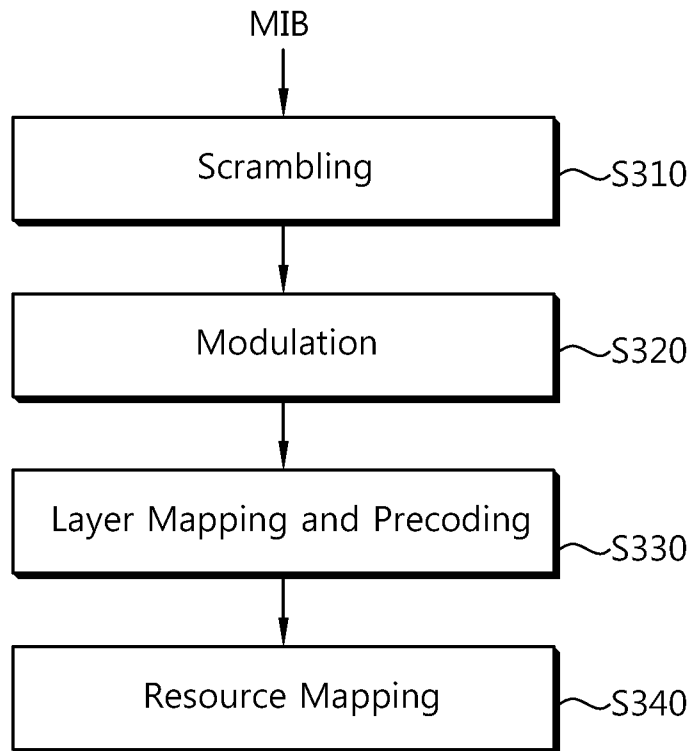 MIB
Scrambling
S310
Modulation
S320
Layer Mapping and Precoding
S330
Resource Mapping
S340